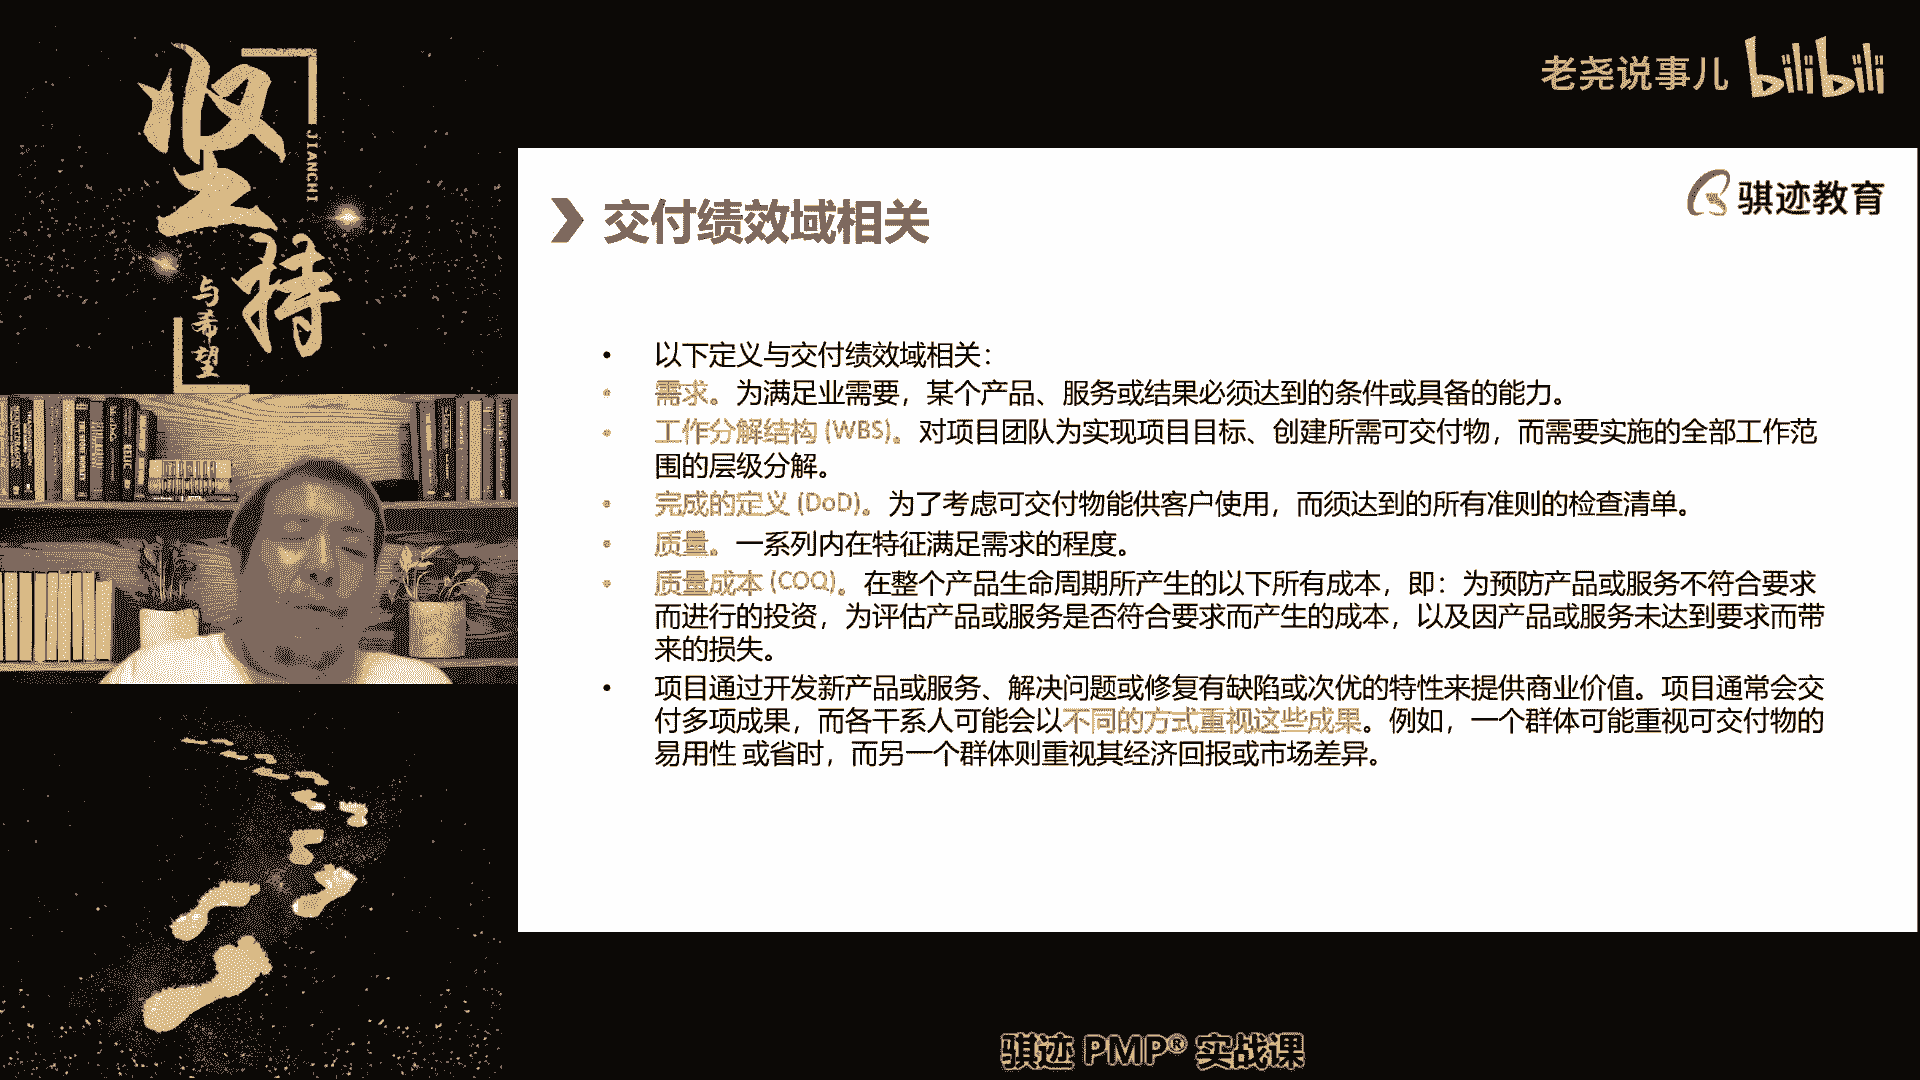 坚持
JIANCHI
与希望
老尧说事儿 bilibili
骐迹教育
交付绩效域相关
• 以下定义与交付绩效域相关：
• 需求。为满足业需要，某个产品、服务或结果必须达到的条件或具备的能力。
• 工作分解结构 (WBS)。对项目团队为实现项目目标、创建所需可交付物，而需要实施的全部工作范
围的层级分解。
• 完成的定义 (DoD)。为了考虑可交付物能供客户使用，而须达到的所有准则的检查清单。
• 质量。一系列内在特征满足需求的程度。
• 质量成本 (COQ)。在整个产品生命周期所产生的以下所有成本，即：为预防产品或服务不符合要求
而进行的投资，为评估产品或服务是否符合要求而产生的成本，以及因产品或服务未达到要求而带
来的损失。
• 项目通过开发新产品或服务、解决问题或修复有缺陷或次优的特性来提供商业价值。项目通常会交
付多项成果，而各干系人可能会以不同的方式重视这些成果。例如，一个群体可能重视可交付物的
易用性 或省时，而另一个群体则重视其经济回报或市场差异。
骐迹 PMP® 实战课